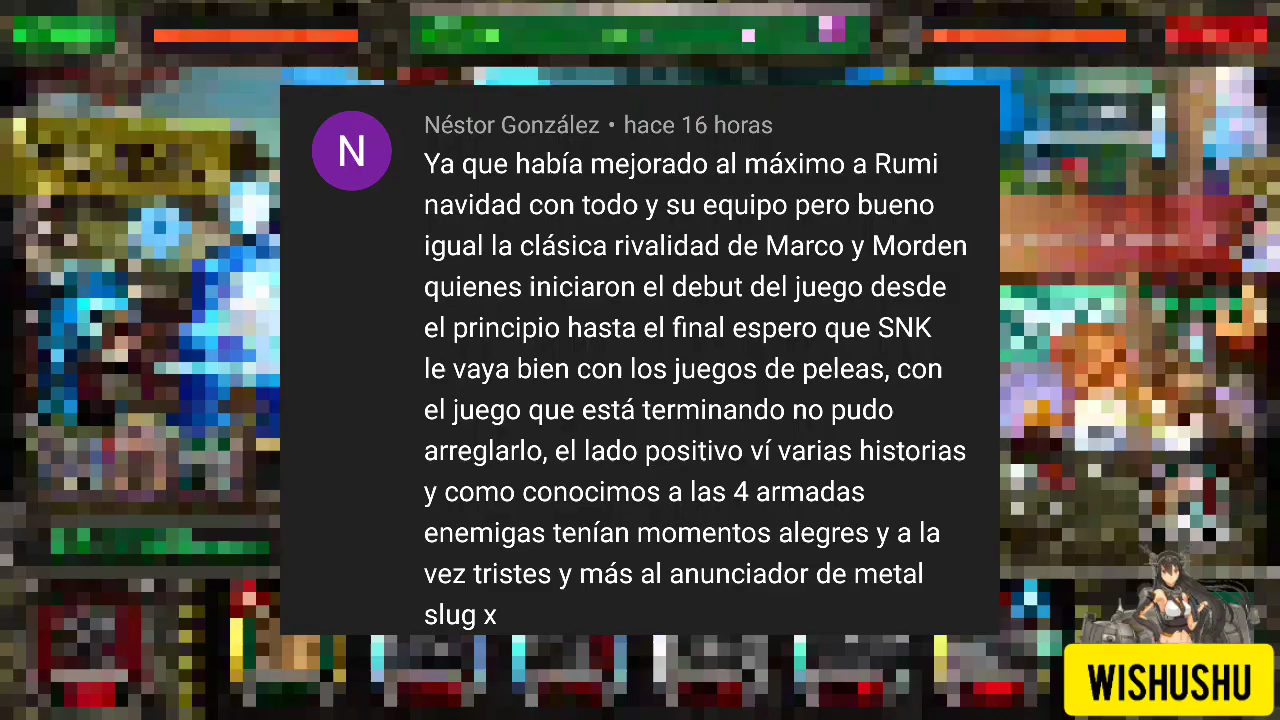 N
Néstor González • hace 16 horas
Ya que había mejorado al máximo a Rumi
navidad con todo y su equipo pero bueno
igual la clásica rivalidad de Marco y Morden
quienes iniciaron el debut del juego desde
el principio hasta el final espero que SNK
le vaya bien con los juegos de peleas, con
el juego que está terminando no pudo
arreglarlo, el lado positivo ví varias historias
y como conocimos a las 4 armadas
enemigas tenían momentos alegres y a la
vez tristes y más al anunciador de metal
slug x
WISHUSHU